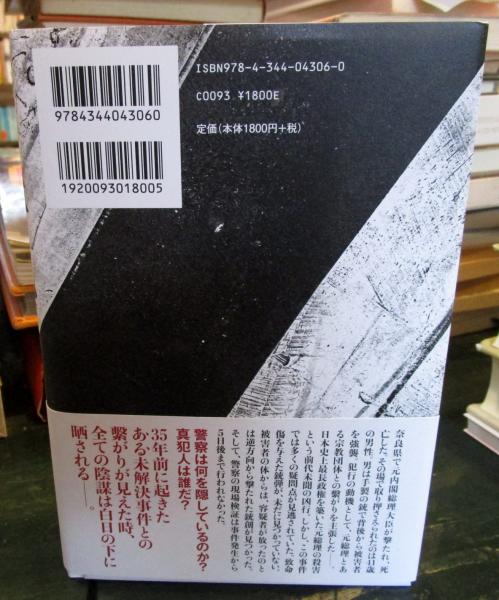 ISBN978-4-344-04306-0
C0093 ¥1800E
定価(本体1800円+税)
9784344043060
1920093018005
奈良県で元内閣総理大臣が撃たれ、死
亡した。その場で取り押さえられたのは41歳
の男性。男は手製の銃で背後から被害者
を強襲。犯行の動機として、元総理とあ
る宗教団体との繋がりを主張した――。
日本史上最長政権を築いた元総理の殺害
という前代未聞の凶行。しかし、この事件
では多くの疑問点が見逃されていた。致命
傷を与えた銃弾が、未だに見つかっていない。
被害者の体からは、容疑者が放ったのと
は逆方向から撃たれた銃創が見つかった。
そして、警察の現場検証は事件発生から
5日後まで行われなかった。
警察は何を隠しているのか?
真犯人は誰だ?
35年前に起きた
ある未解決事件との
繋がりが見えた時、
全ての陰謀は白日の下に
晒される――。